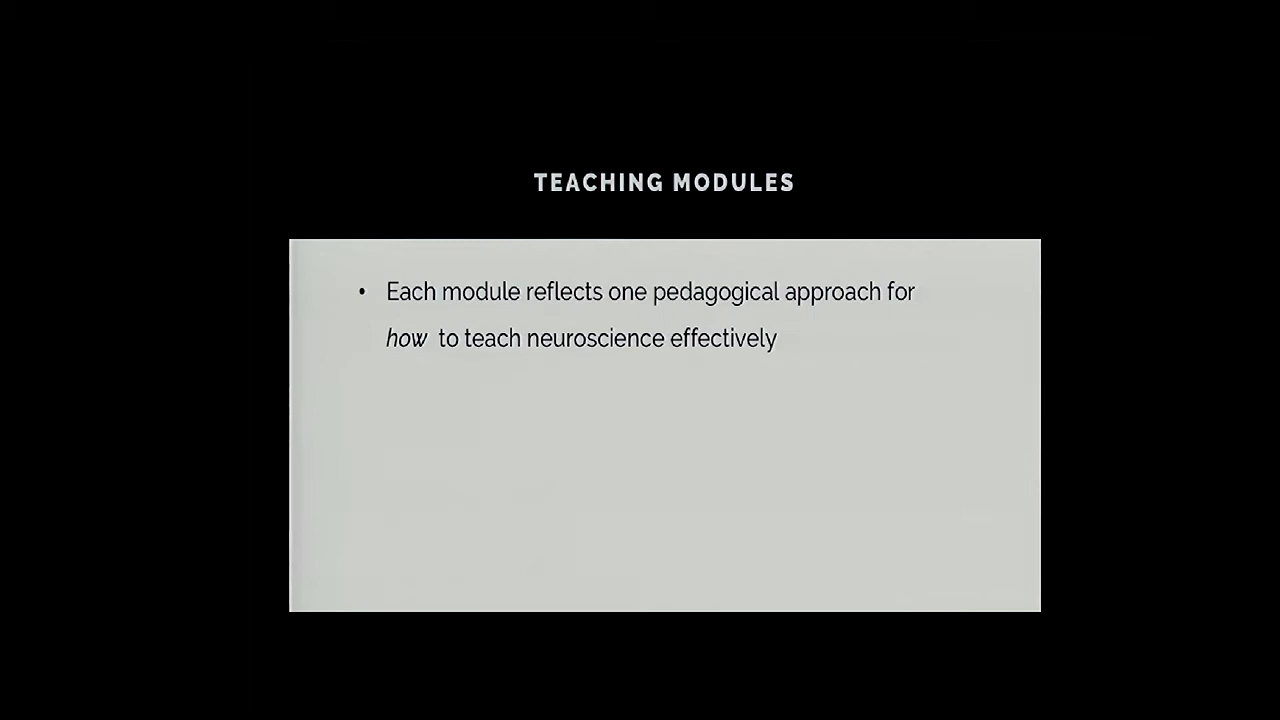 TEACHING MODULES
• Each module reflects one pedagogical approach for
how to teach neuroscience effectively